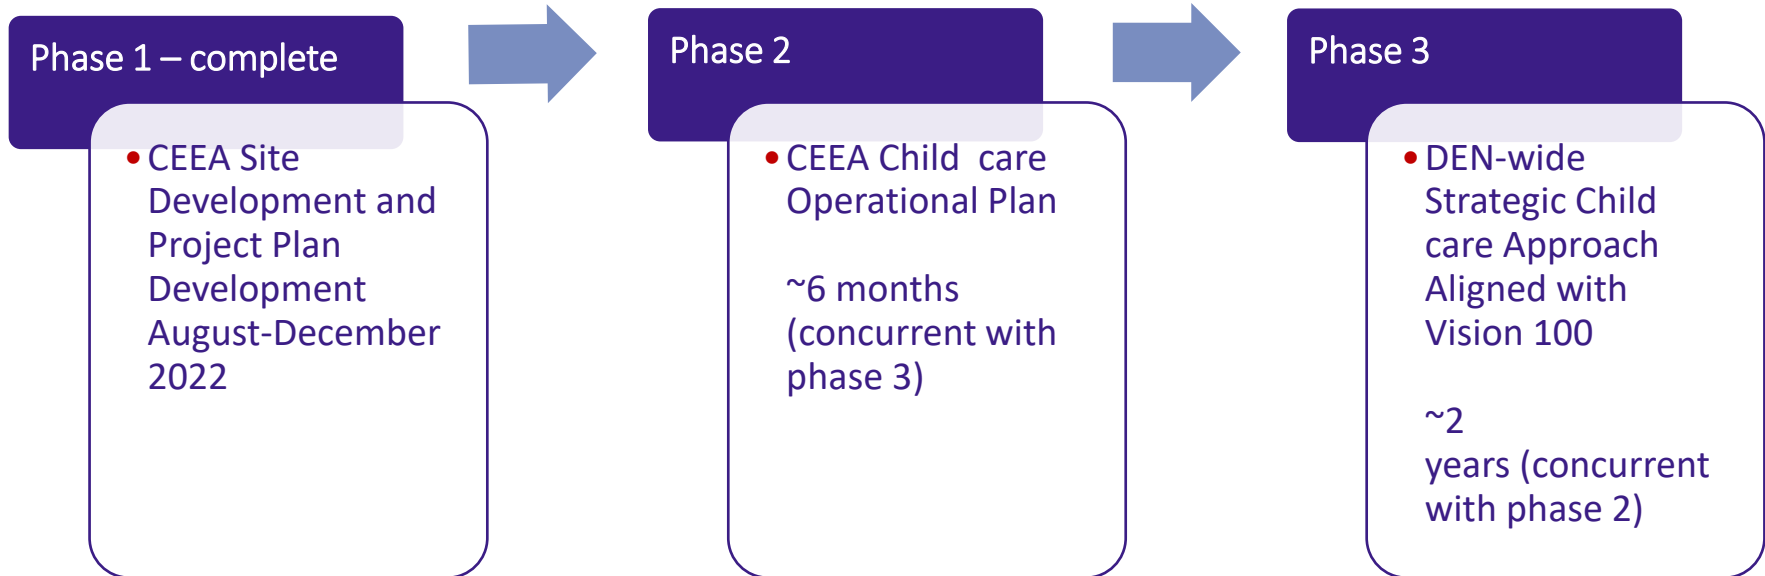 Phase 1 – complete
• CEEA Site
Development and
Project Plan
Development
August-December
2022
Phase 2
• CEEA Child  care
Operational Plan
~6 months
(concurrent with
phase 3)
Phase 3
• DEN-wide
Strategic Child
care Approach
Aligned with
Vision 100
~2
years (concurrent
with phase 2)